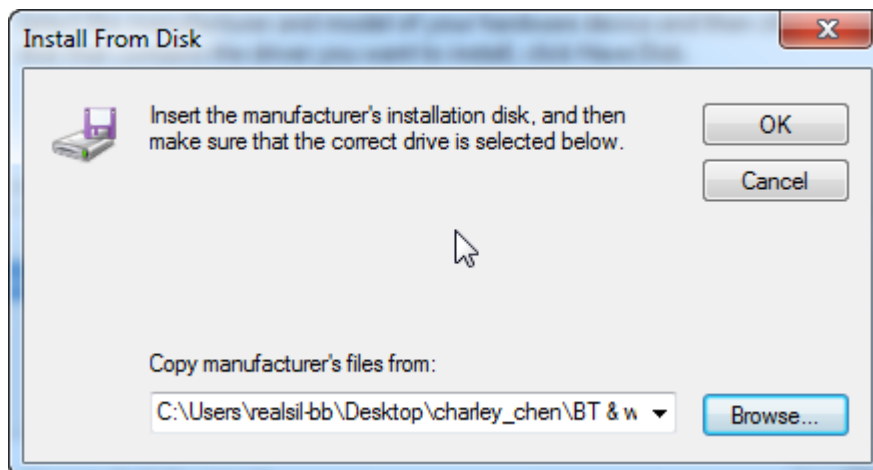 Install From Disk
Insert the manufacturer's installation disk, and then
make sure that the correct drive is selected below.
OK
Cancel
Copy manufacturer's files from:
C:\Users\realsil-bb\Desktop\charley_chen\BT & w
Browse...